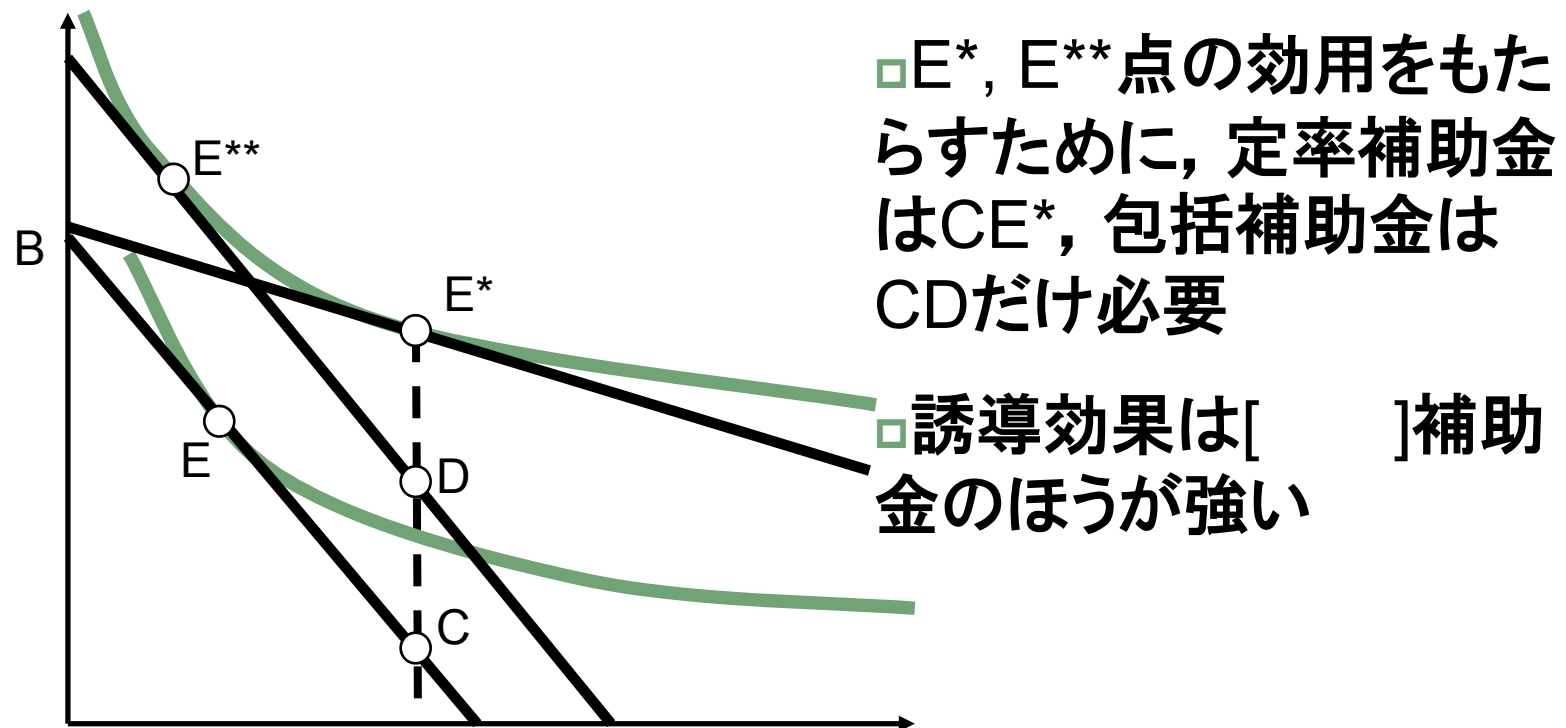 E**
B
E*
E
D
C
□E*, E**点の効用をもた
らすために, 定率補助金
はCE*, 包括補助金は
CDだけ必要
□誘導効果は[　　　]補助
金のほうが強い